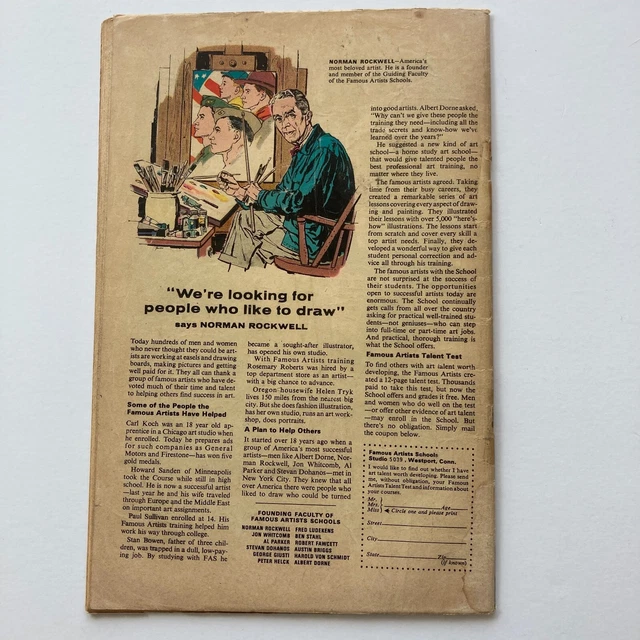 NORMAN ROCKWELL—America's
most beloved artist. He is a founder
and member of the Guiding Faculty
of the Famous Artists Schools.
"We're looking for
people who like to draw"
says NORMAN ROCKWELL
Today hundreds of men and women
who never thought they could be art-
ists are working at easels and drawing
boards, making pictures and getting
well paid for it. They all can thank a
group of famous artists who have de-
voted much of their time and talent
to helping others find success in art.
Some of the People the
Famous Artists Have Helped
Carl Koch was an 18 year old ap-
prentice in a Chicago art studio when
he enrolled. Today he prepares ads
for such companies as General
Motors and Firestone—has won five
gold medals.
Howard Sanden of Minneapolis
took the Course while still in high
school. He is now a successful artist
—last year he and his wife traveled
through Europe and the Middle East
on important art assignments.
Paul Sullivan enrolled at 14. His
Famous Artists training helped him
work his way through college.
Stan Bowen, father of three chil-
dren, was trapped in a dull, low-pay-
ing job. By studying with FAS he
became a sought-after illustrator,
has opened his own studio.
With Famous Artists training
Rosemary Roberts was hired by a
top department store as an artist—
with a big chance to advance.
Oregon housewife Helen Tryk
lives 150 miles from the nearest big
city. But she does fashion illustration,
has her own studio, runs an art work-
shop, does portraits.
A Plan to Help Others
It started over 18 years ago when a
group of America's most successful
artists—men like Albert Dorne, Nor-
man Rockwell, Jon Whitcomb, Al
Parker and Stevan Dohanos—met in
New York City. They knew that all
over America there were people who
liked to draw who could be turned
FOUNDING FACULTY OF
FAMOUS ARTISTS SCHOOLS
NORMAN ROCKWELL FRED LUDEKENS
JON WHITCOMB BEN STAHL
AL PARKER ROBERT FAWCETT
STEVAN DOHANOS AUSTIN BRIGGS
GEORGE GIUSTI HAROLD VON SCHMIDT
PETER HELCK ALBERT DORNE
into good artists. Albert Dorne asked,
"Why can't we give these people the
training they need—including all the
trade secrets and know-how we've
learned over the years?"
He suggested a new kind of art
school—a home study art school—
that would give talented people the
best professional art training, no
matter where they live.
The famous artists agreed. Taking
time from their busy careers, they
created a remarkable series of art
lessons covering every aspect of draw-
ing and painting. They illustrated
their lessons with over 5,000 "here's-
how" illustrations. The lessons start
from scratch and cover every skill a
top artist needs. Finally, they de-
veloped a wonderful way to give each
student personal correction and ad-
vice all through his training.
The famous artists with the School
are not surprised at the success of
their students. The opportunities
open to successful artists today are
enormous. The School continually
gets calls from all over the country
asking for practical well-trained stu-
dents—not geniuses—who can step
into full-time or part-time art jobs.
And practical, thorough training is
what the School offers.
Famous Artists Talent Test
To find others with art talent worth
developing, the Famous Artists cre-
ated a 12-page talent test. Thousands
paid to take this test, but now the
School offers and grades it free. Men
and women who do well on the test
—or offer other evidence of art talent
—may enroll in the School. But
there's no obligation. Simply mail
the coupon below.
Famous Artists Schools
Studio 5039, Westport, Conn.
I would like to find out whether I have
art talent worth developing. Please send
me, without obligation, your Famous
Artists Talent Test and information about
your courses.
Mr.
Mrs. Age
Miss Circle one and please print
Street
City
State Zip
(if known)